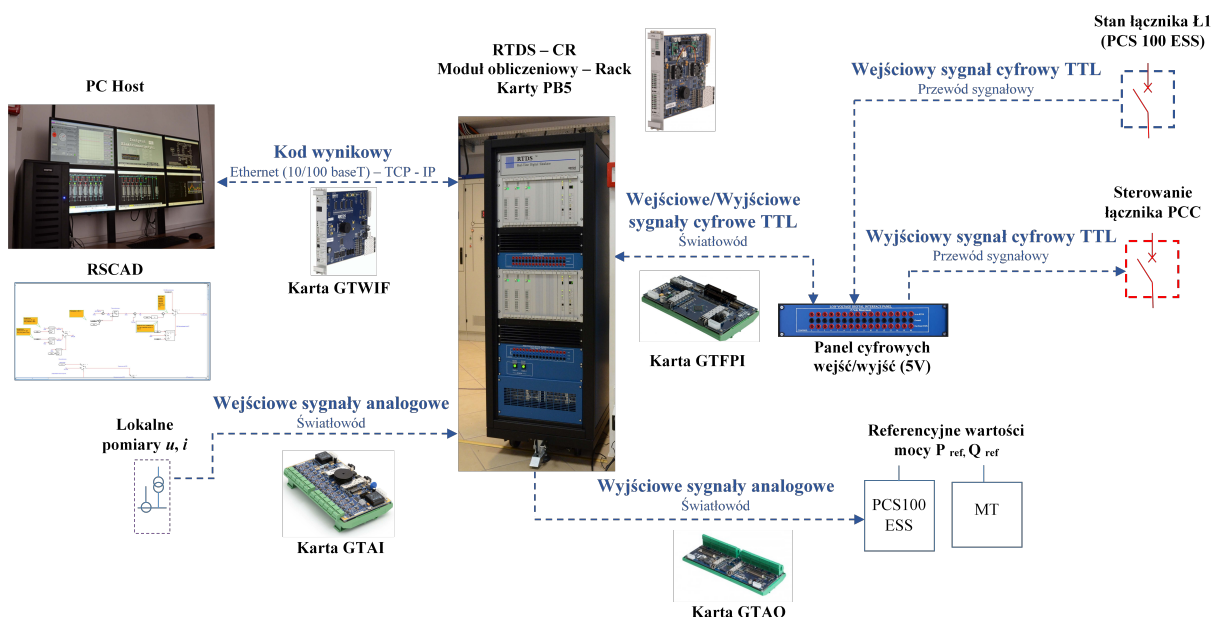 Stan łącznika Ł1
(PCS 100 ESS)
RTDS – CR
Moduł obliczeniowy – Rack
Karty PB5
Wejściowy sygnał cyfrowy TTL
Przewód sygnałowy
PC Host
RTDS
Kod wynikowy
Ethernet (10/100 baseT) – TCP - IP
Karta GTWIF
Wejściowe/Wyjściowe
sygnały cyfrowe TTL
Światłowód
Karta GTFPI
Sterowanie
łącznika PCC
Wyjściowy sygnał cyfrowy TTL
Przewód sygnałowy
Panel cyfrowych
wejść/wyjść (5V)
RSCAD
Lokalne
pomiary u, i
Wejściowe sygnały analogowe
Światłowód
Karta GTAI
Wyjściowe sygnały analogowe
Światłowód
Karta GTAO
Referencyjne wartości
mocy P ref, Q ref
PCS100
ESS
MT